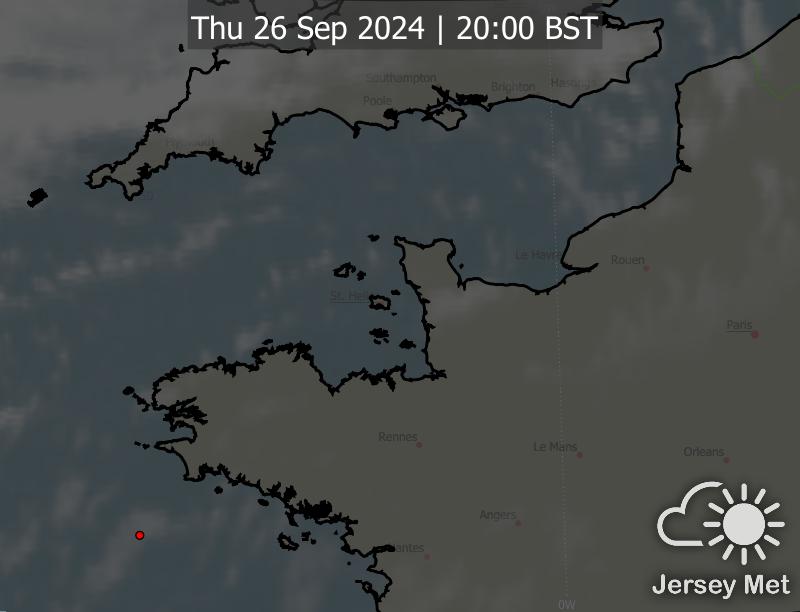 Thu 26 Sep 2024 | 20:00 BST
Southampton
Brighton
Hastings
Poole
Plymouth
Le Havre
Rouen
St. Helier
Paris
Rennes
Le Mans
Orleans
Angers
Nantes
Jersey Met
0W